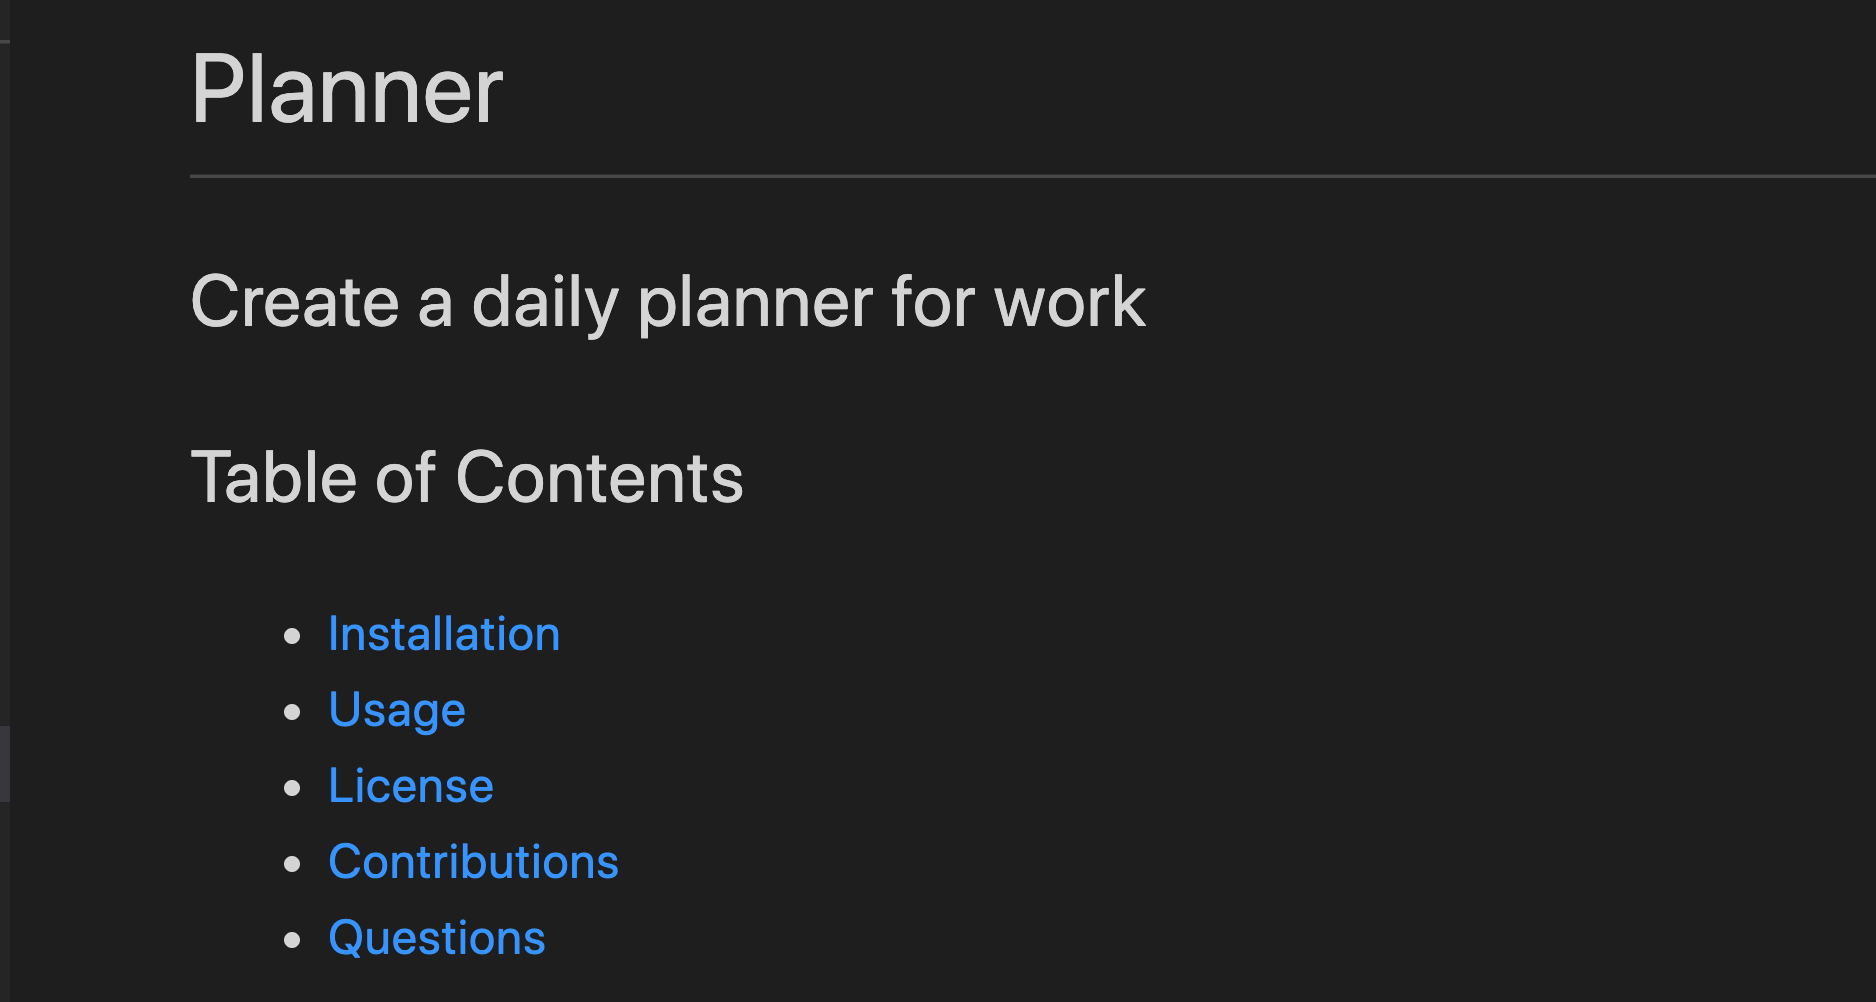 Planner
Create a daily planner for work
Table of Contents
Installation
Usage
License
Contributions
Questions